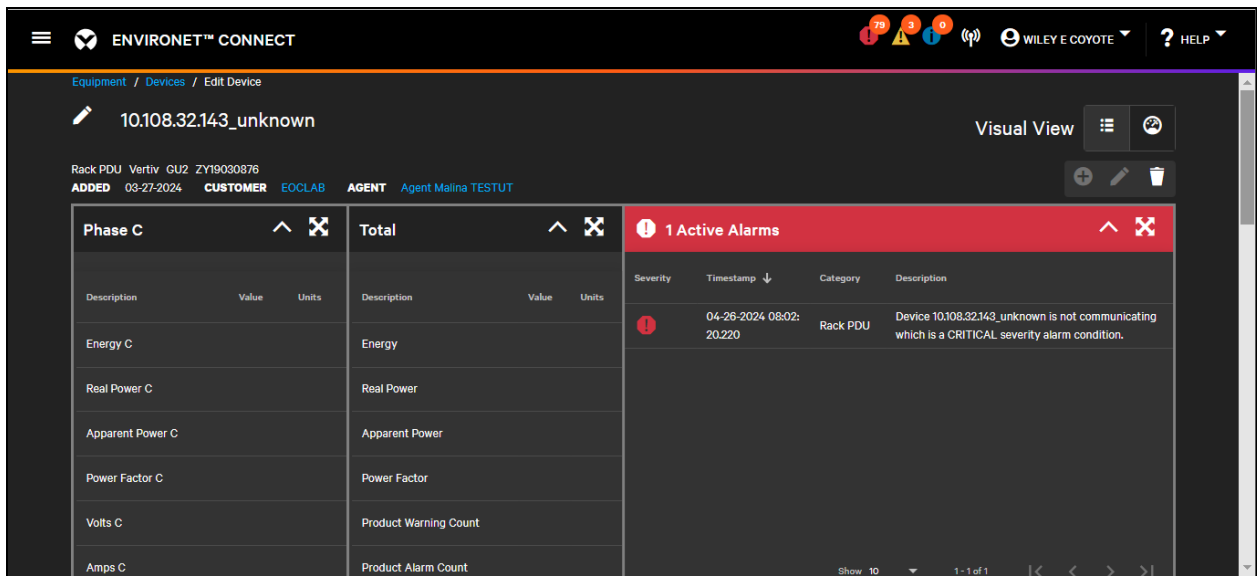 ENVIRONET™ CONNECT
79 3 0
WILEY E COYOTE
? HELP
Equipment / Devices / Edit Device
10.108.32.143_unknown
Visual View
Rack PDU Vertiv GU2 ZY19030876
ADDED 03-27-2024 CUSTOMER EOCLAB AGENT Agent Malina TESTUT
Phase C
Description Value Units
Energy C
Real Power C
Apparent Power C
Power Factor C
Volts C
Amps C
Total
Description Value Units
Energy
Real Power
Apparent Power
Power Factor
Product Warning Count
Product Alarm Count
1 Active Alarms
Severity Timestamp Category Description
04-26-2024 08:02:
20.220
Rack PDU
Device 10.108.32.143_unknown is not communicating
which is a CRITICAL severity alarm condition.
Show 10 1 - 1 of 1